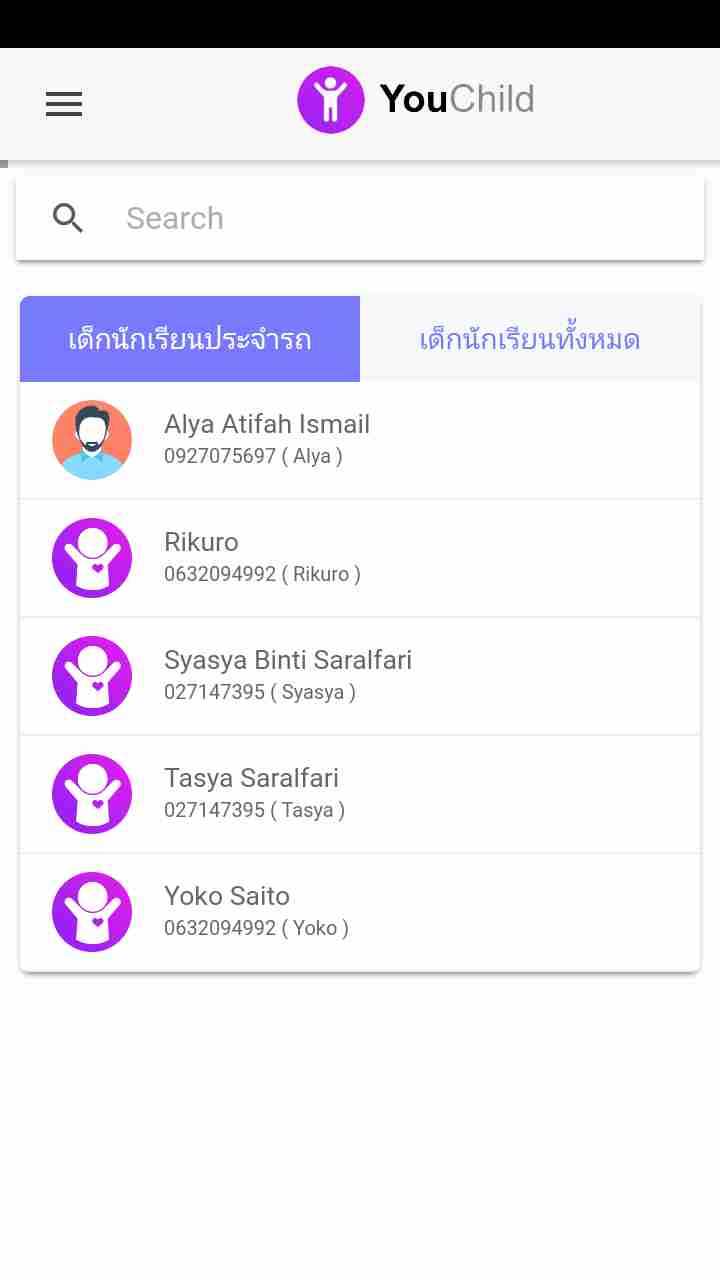 YouChild
Search
เด็กนักเรียนประจำรถ
เด็กนักเรียนทั้งหมด
Alya Atifah Ismail
0927075697 ( Alya )
Rikuro
0632094992 ( Rikuro )
Syasya Binti Saralfari
027147395 ( Syasya )
Tasya Saralfari
027147395 ( Tasya )
Yoko Saito
0632094992 ( Yoko )